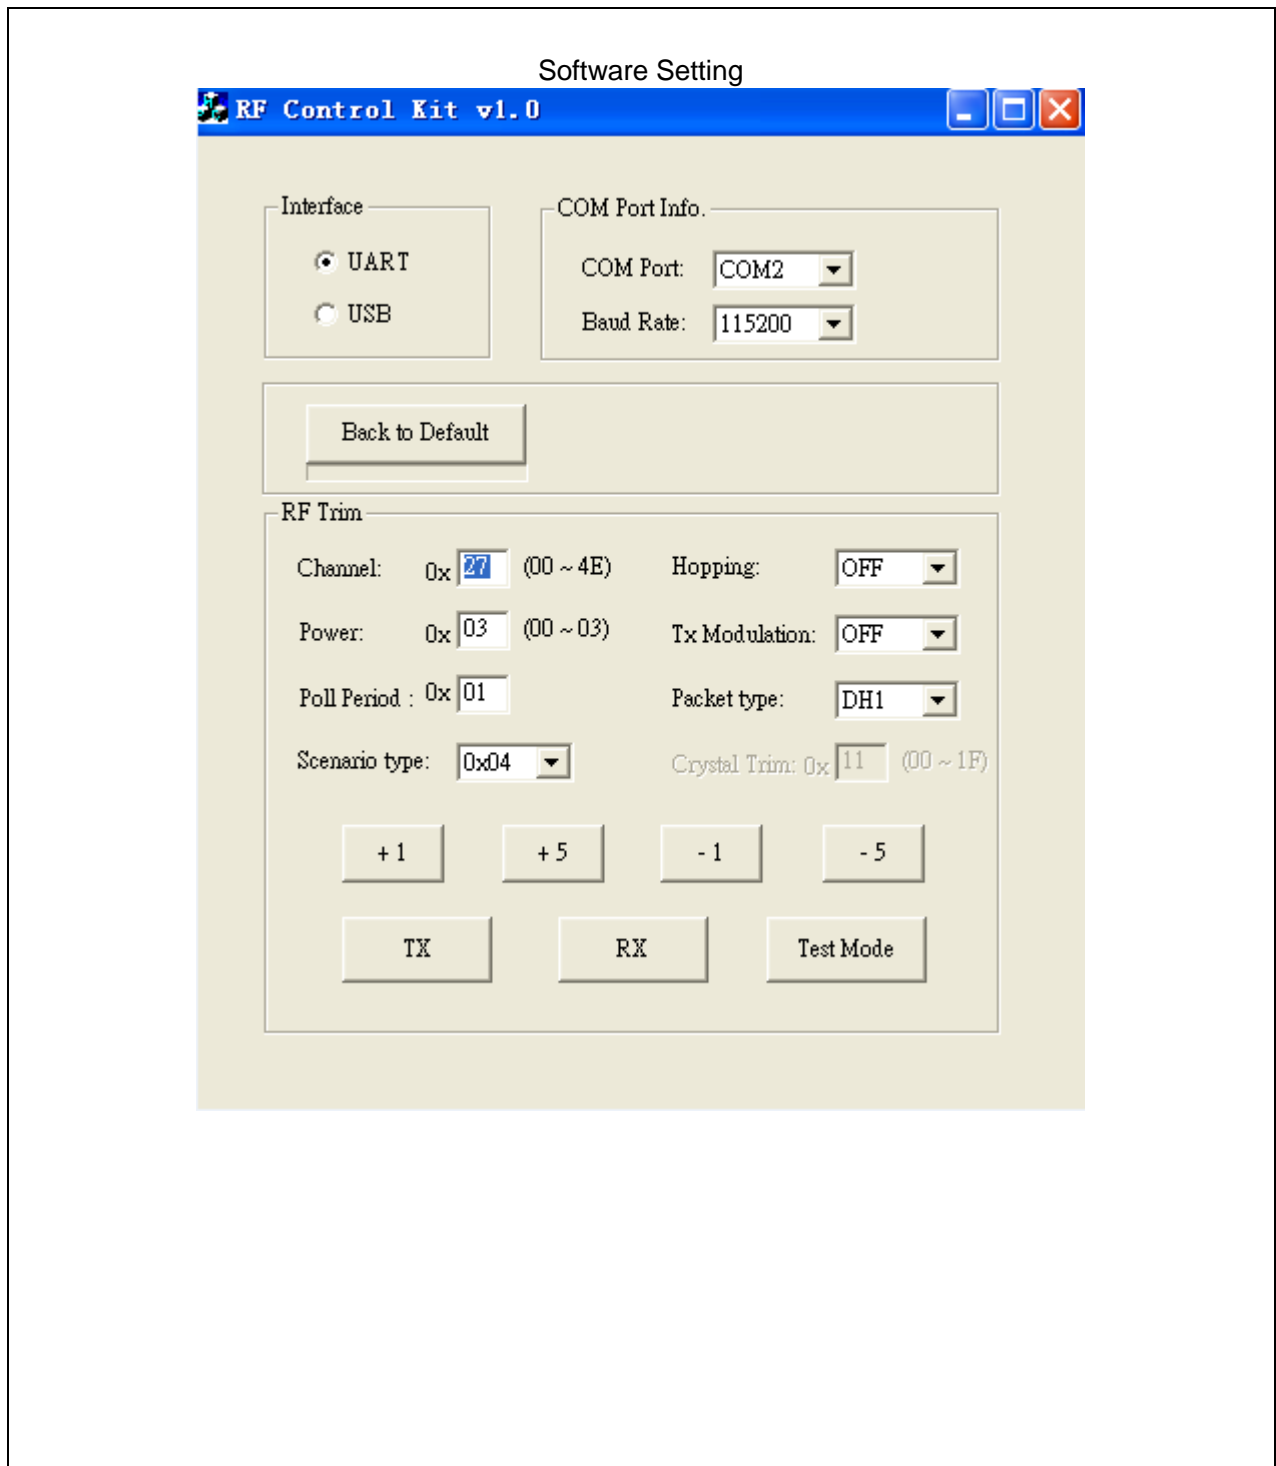 Software Setting
RF Control Kit v1.0
Interface
UART
USB
COM Port Info.
COM Port: COM2
Baud Rate: 115200
Back to Default
RF Trim
Channel: 0x 27 (00 ~ 4E) Hopping: OFF
Power: 0x 03 (00 ~ 03) Tx Modulation: OFF
Poll Period : 0x 01 Packet type: DH1
Scenario type: 0x04 Crystal Trim: 0x 11 (00 ~ 1F)
+ 1 + 5 - 1 - 5
TX RX Test Mode